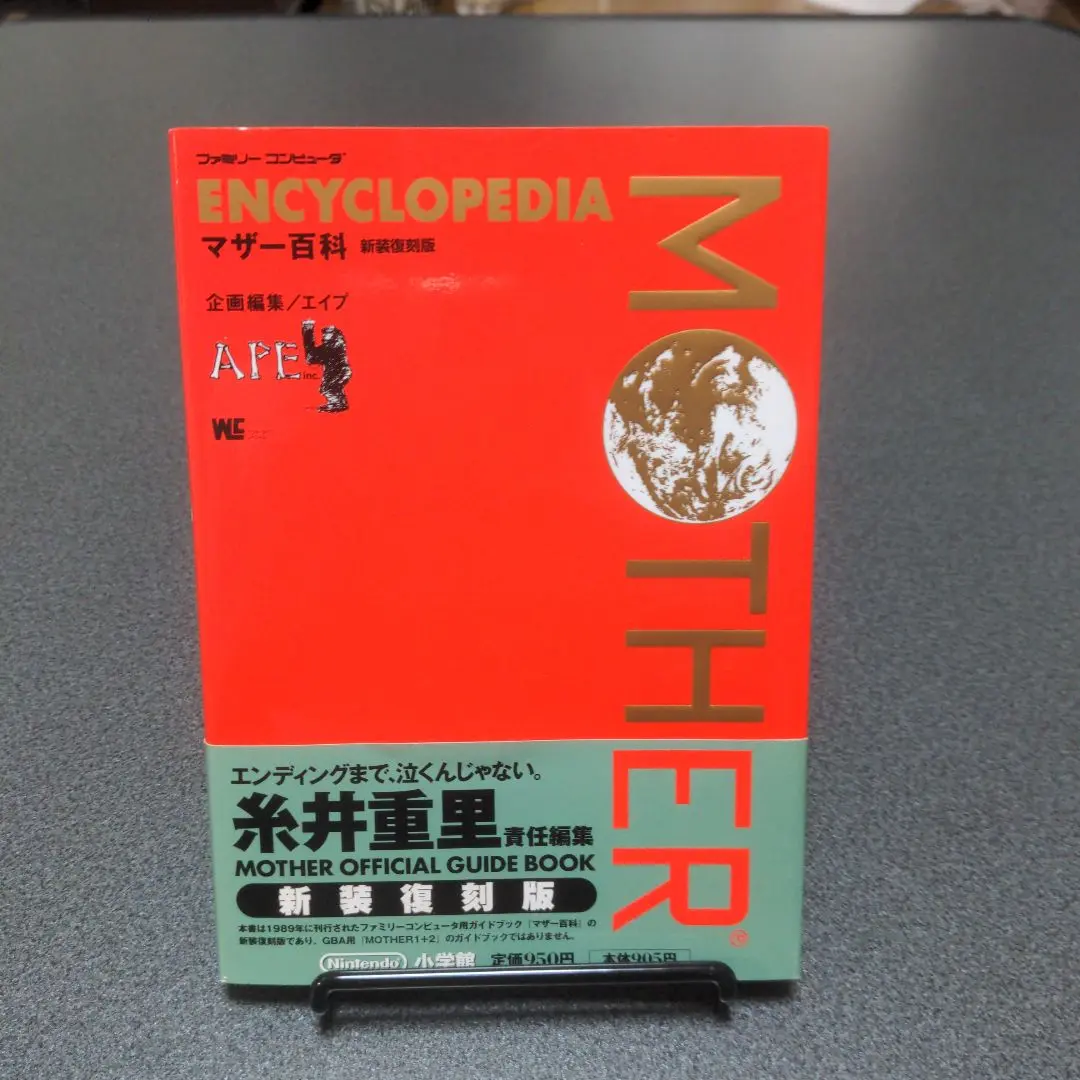 ファミリーコンピュータ
ENCYCLOPEDIA
マザー百科 新装復刻版
企画編集/エイプ
APE inc.
MOTHER
エンディングまで、泣くんじゃない。
糸井重里 責任編集
MOTHER OFFICIAL GUIDE BOOK
新装復刻版
本書は1989年に刊行されたファミリーコンピュータ用ガイドブック『マザー百科』の
新装復刻版であり、GBA用『MOTHER1+2』のガイドブックではありません。
Nintendo 小学館 定価950円 本体905円